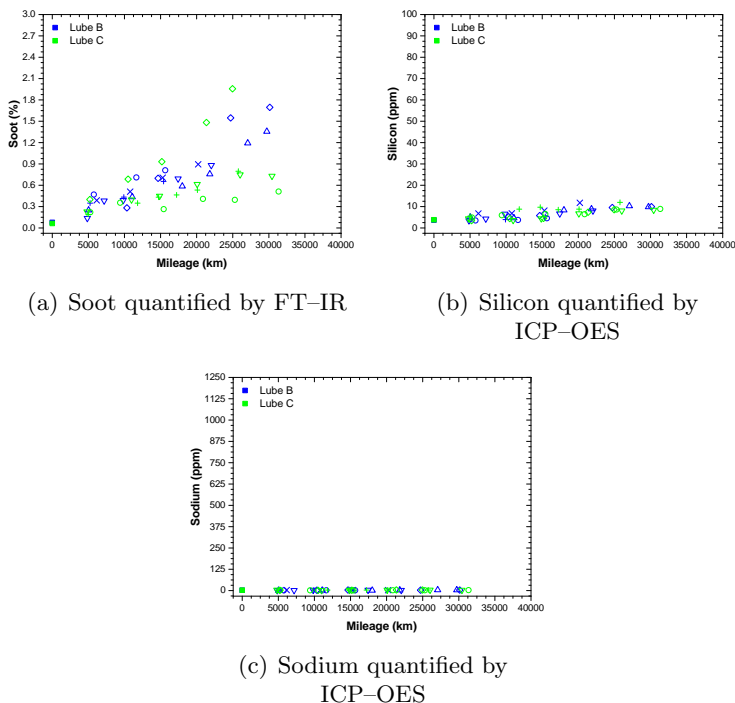 3.0
2.7
2.4
2.1
1.8
1.5
1.2
0.9
0.6
0.3
0.0
Soot (%)
Lube B
Lube C
0 5000 10000 15000 20000 25000 30000 35000 40000
Mileage (km)
(a) Soot quantified by FT–IR
100
90
80
70
60
50
40
30
20
10
0
Silicon (ppm)
Lube B
Lube C
0 5000 10000 15000 20000 25000 30000 35000 40000
Mileage (km)
(b) Silicon quantified by
ICP–OES
1250
1125
1000
875
750
625
500
375
250
125
0
Sodium (ppm)
Lube B
Lube C
0 5000 10000 15000 20000 25000 30000 35000 40000
Mileage (km)
(c) Sodium quantified by
ICP–OES